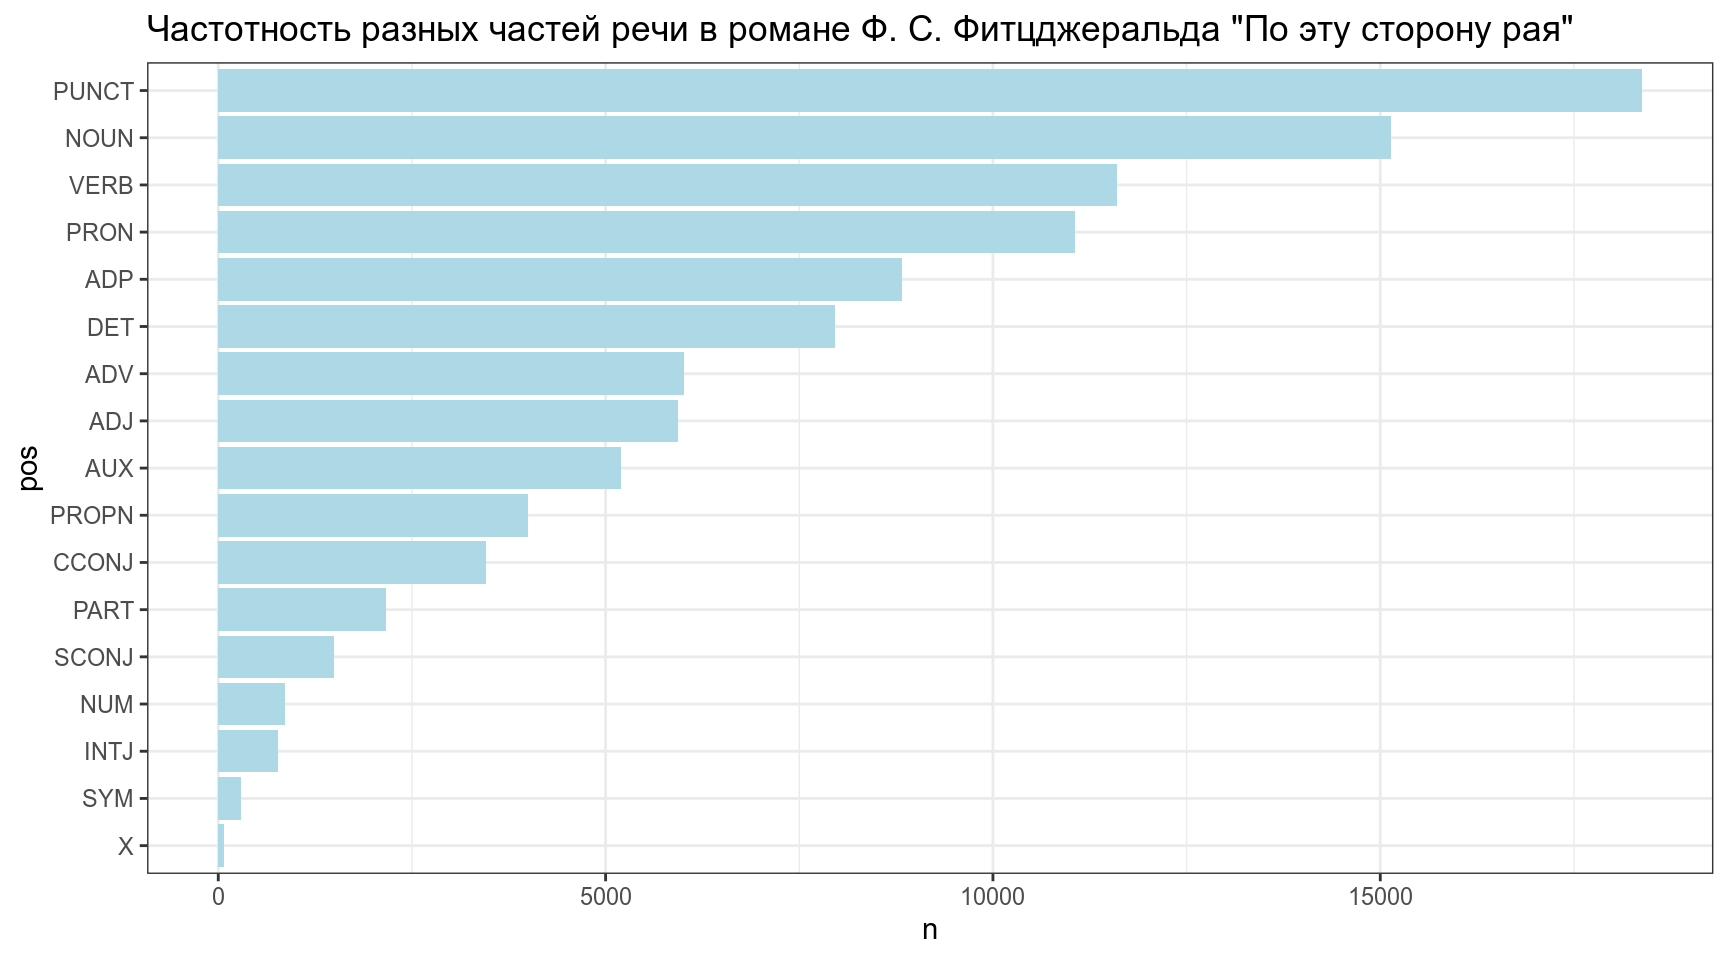 Частотность разных частей речи в романе Ф. С. Фитцджеральда "По эту сторону рая"
PUNCT
NOUN
VERB
PRON
ADP
DET
ADV
ADJ
AUX
PROPN
CCONJ
PART
SCONJ
NUM
INTJ
SYM
X
pos
0 5000 10000 15000
n